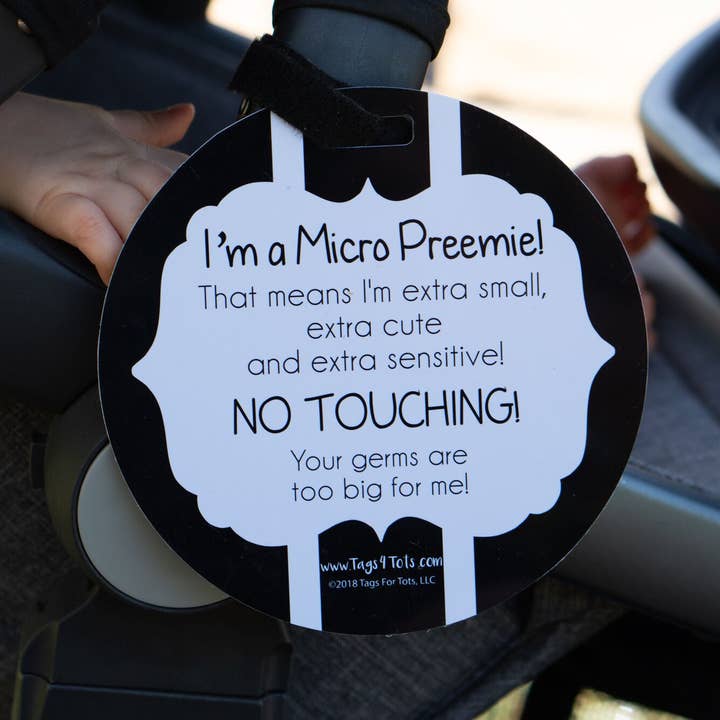 I'm a Micro Preemie!
That means I'm extra small,
extra cute
and extra sensitive!
NO TOUCHING!
Your germs are
too big for me!
www.Tags4Tots.com
©2018 Tags For Tots, LLC